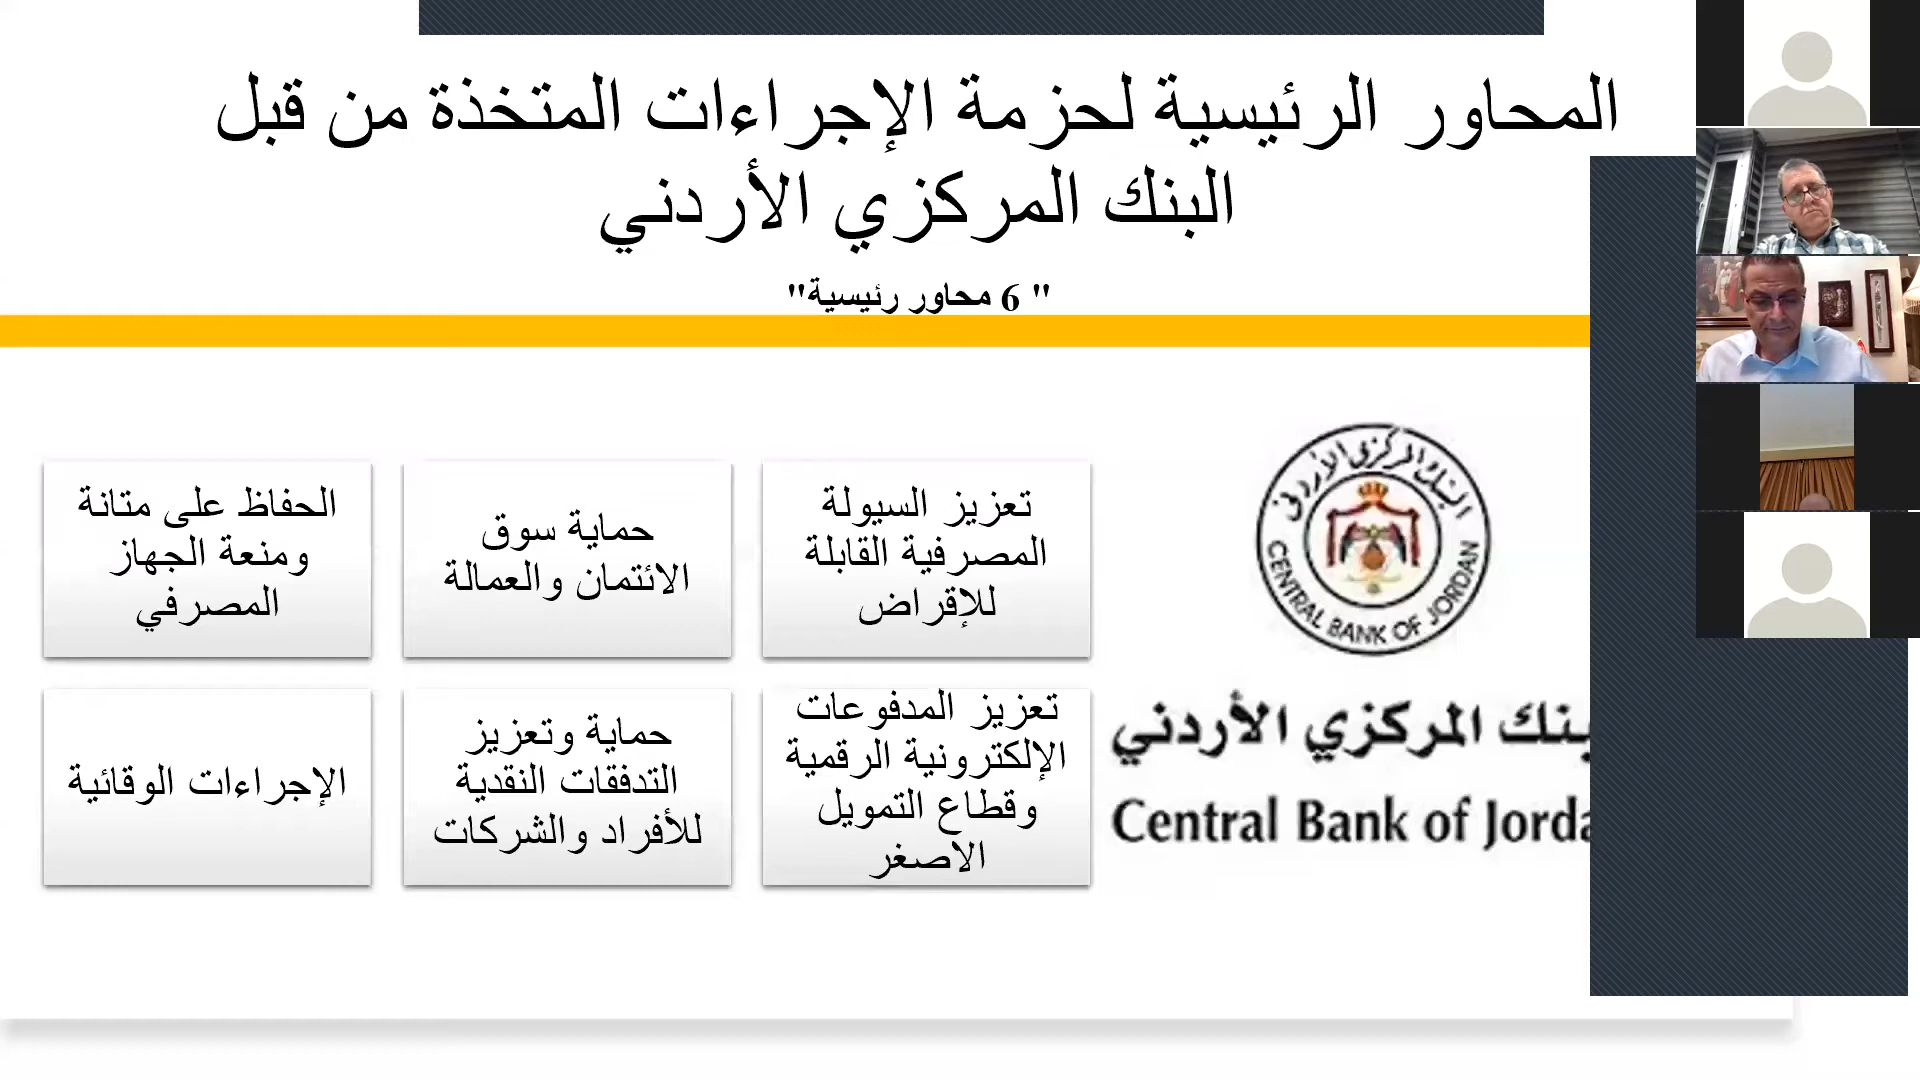 المحاور الرئيسية لحزمة الإجراءات المتخذة من قبل
البنك المركزي الأردني
" 6 محاور رئيسية"
البنك المركزي الأردني
CENTRAL BANK OF JORDAN
تعزيز السيولة
المصرفية القابلة
للإقراض
حماية سوق
الائتمان والعمالة
الحفاظ على متانة
ومنعة الجهاز
المصرفي
تعزيز المدفوعات
الإلكترونية الرقمية
وقطاع التمويل
الاصغر
حماية وتعزيز
التدفقات النقدية
للأفراد والشركات
الإجراءات الوقائية
بنك المركزي الأردني
Central Bank of Jorda